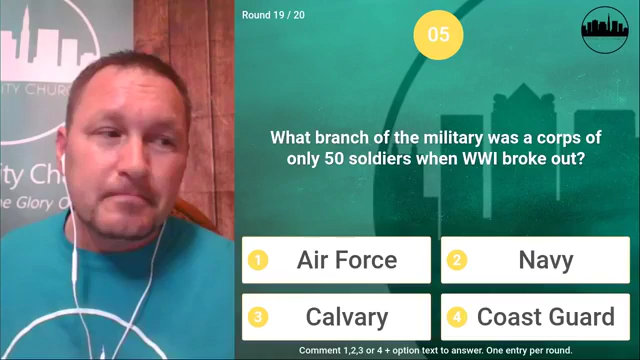 Round 19 / 20
05
What branch of the military was a corps of
only 50 soldiers when WWI broke out?
1 Air Force
2 Navy
3 Calvary
4 Coast Guard
Comment 1,2,3 or 4 + option text to answer. One entry per round.
ITY CHURC
ity Ch
he Glory O